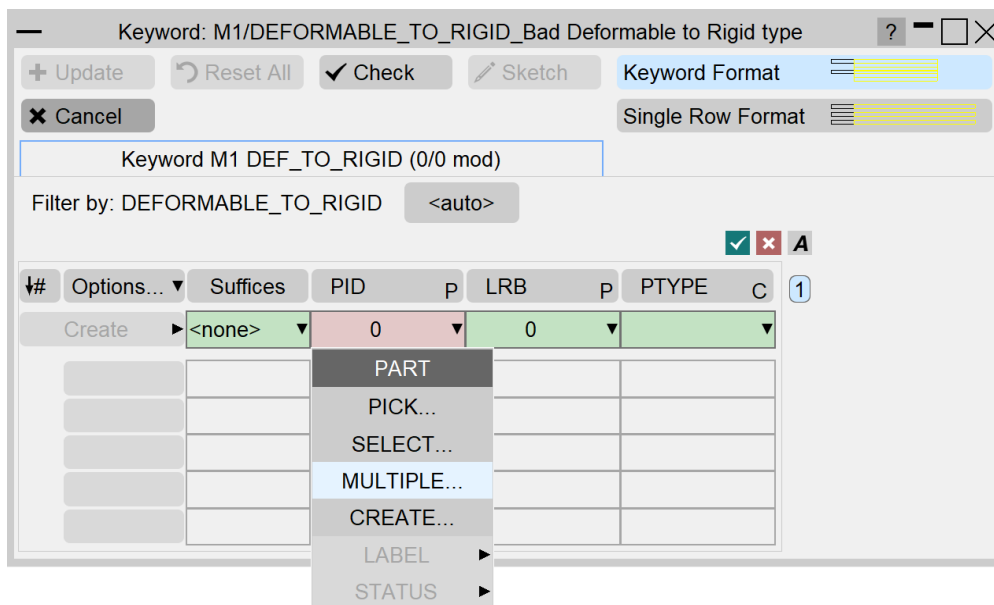 Keyword: M1/DEFORMABLE_TO_RIGID_Bad Deformable to Rigid type ?
Update Reset All Check Sketch Keyword Format
Cancel Single Row Format
Keyword M1 DEF_TO_RIGID (0/0 mod)
Filter by: DEFORMABLE_TO_RIGID <auto>
A
# Options... Suffices PID P LRB P PTYPE C 1
Create <none> 0 0
PART
PICK...
SELECT...
MULTIPLE...
CREATE...
LABEL
STATUS